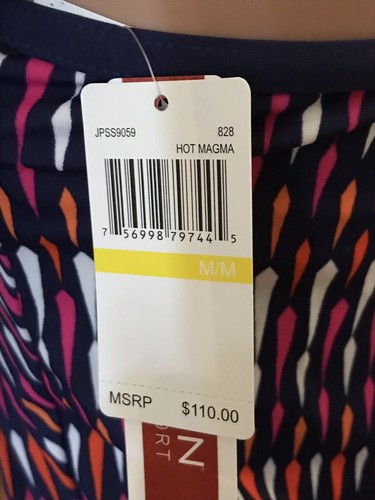 JPSS9059 828
HOT MAGMA
7 56998 79744 5
M/M
MSRP $110.00
N
ORT